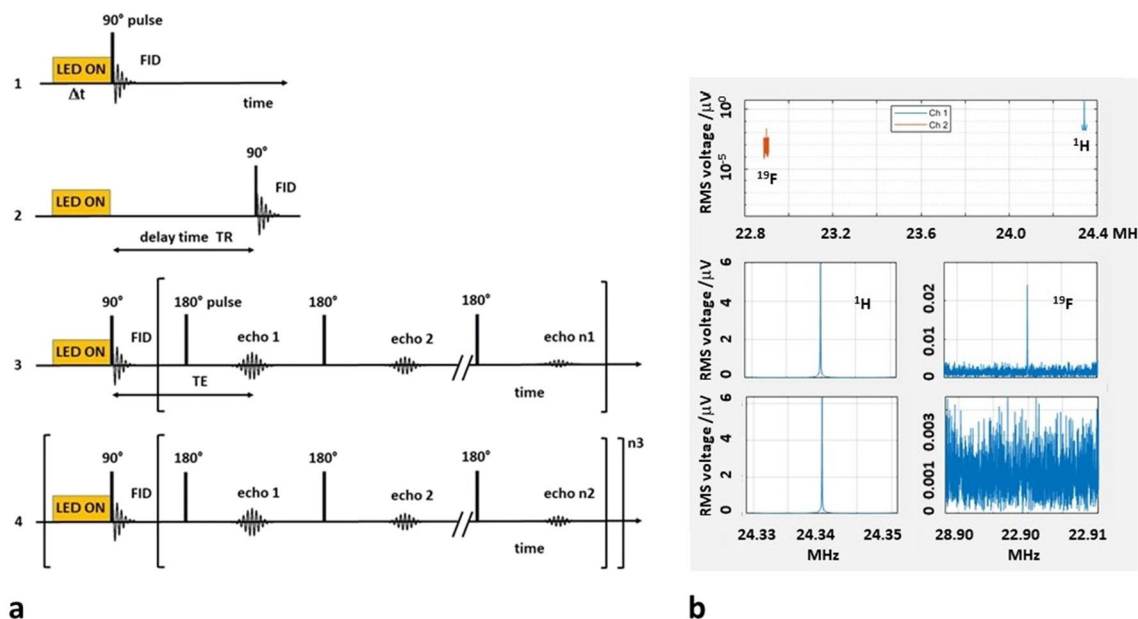 90° pulse
FID
LED ON
1
Δt
time
90°
FID
LED ON
2
delay time TR
90°
180° pulse
180°
180°
FID
echo 1
echo 2
echo n1
LED ON
3
TE
time
n3
90°
180°
180°
180°
FID
echo 1
echo 2
echo n2
LED ON
4
time
a
RMS voltage /µV
10⁰
10⁻⁵
Ch 1
Ch 2
¹⁹F
¹H
22.8 23.2 23.6 24.0 24.4 MH
RMS voltage/µV
6
4
2
0
¹H
0.02
0.01
0
¹⁹F
RMS voltage/µV
6
4
2
0
24.33 24.34 24.35
MHz
0.003
0.001
0
28.90 22.90 22.91
MHz
b